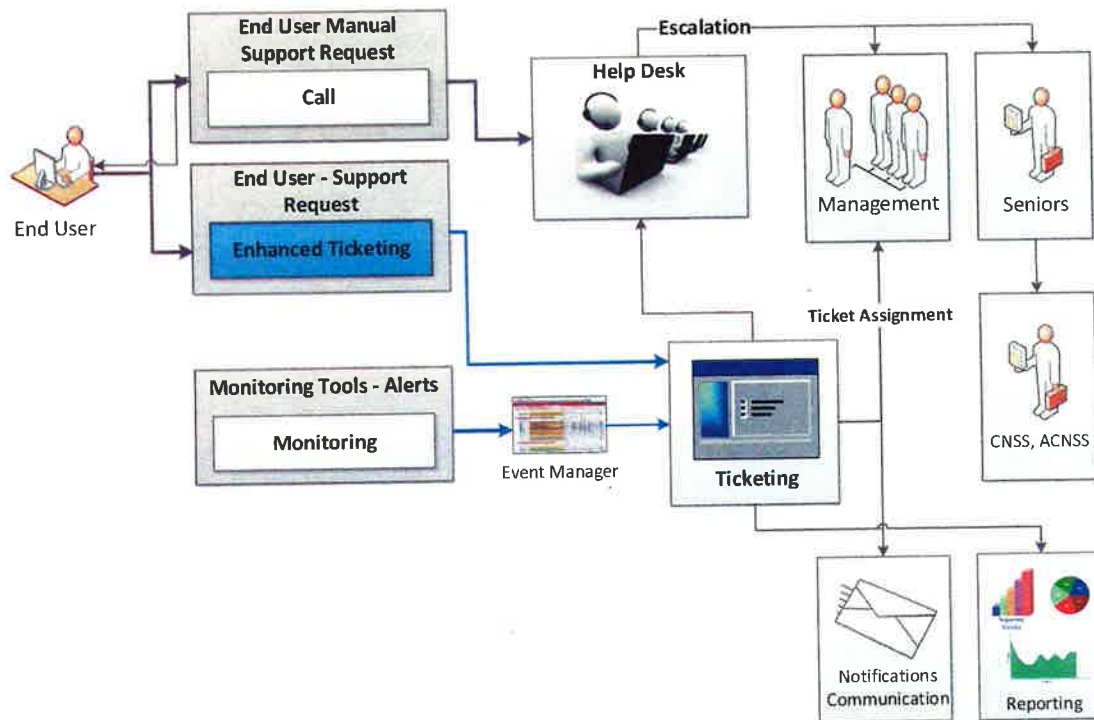 End User Manual
Support Request
Call
Escalation
Help Desk
End User
End User - Support
Request
Enhanced Ticketing
Management
Seniors
Ticket Assignment
Monitoring Tools - Alerts
Monitoring
Event Manager
Ticketing
CNSS, ACNSS
Notifications
Communication
Reporting